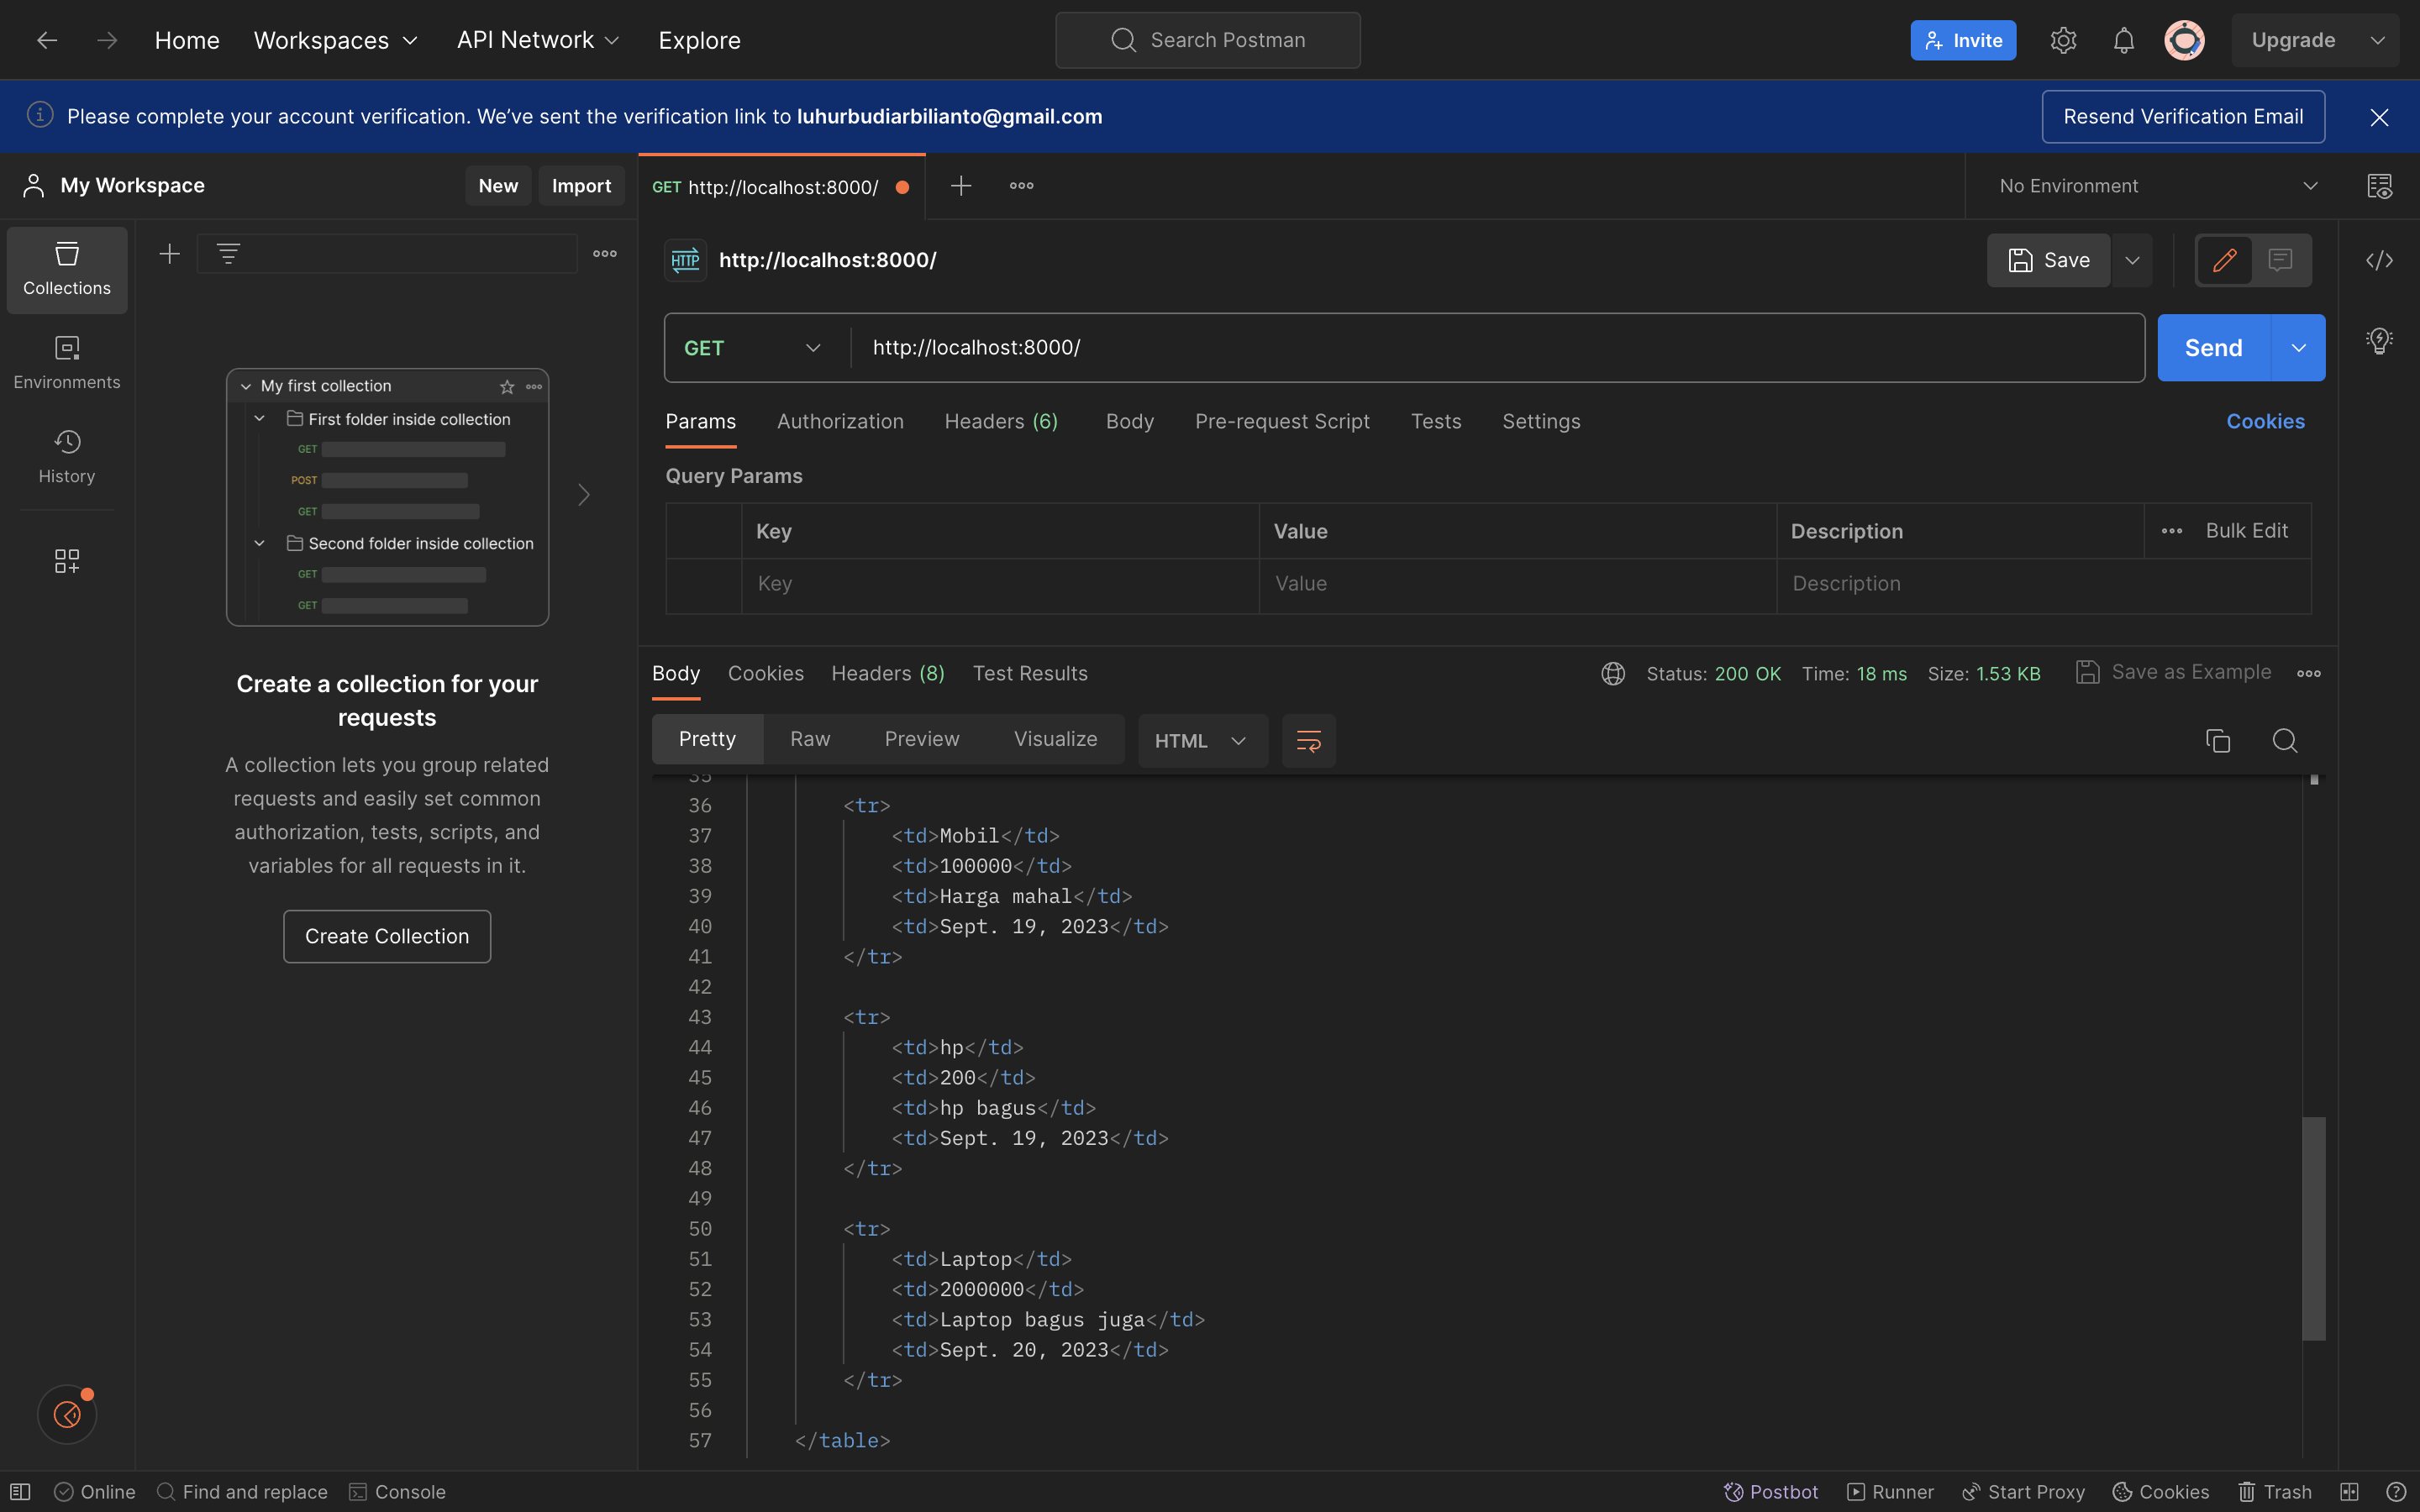 Home Workspaces API Network Explore Search Postman Invite Upgrade
Please complete your account verification. We’ve sent the verification link to luhurbudiarbilianto@gmail.com Resend Verification Email
My Workspace New Import
GET http://localhost:8000/ No Environment
Collections
Environments
History
My first collection
First folder inside collection
GET
POST
GET
Second folder inside collection
GET
GET
Create a collection for your
requests
A collection lets you group related
requests and easily set common
authorization, tests, scripts, and
variables for all requests in it.
Create Collection
HTTP http://localhost:8000/ Save
GET http://localhost:8000/ Send
Params Authorization Headers (6) Body Pre-request Script Tests Settings Cookies
Query Params
Key Value Description Bulk Edit
Key Value Description
Body Cookies Headers (8) Test Results Status: 200 OK Time: 18 ms Size: 1.53 KB Save as Example
Pretty Raw Preview Visualize HTML
35
36 <tr>
37 <td>Mobil</td>
38 <td>100000</td>
39 <td>Harga mahal</td>
40 <td>Sept. 19, 2023</td>
41 </tr>
42
43 <tr>
44 <td>hp</td>
45 <td>200</td>
46 <td>hp bagus</td>
47 <td>Sept. 19, 2023</td>
48 </tr>
49
50 <tr>
51 <td>Laptop</td>
52 <td>2000000</td>
53 <td>Laptop bagus juga</td>
54 <td>Sept. 20, 2023</td>
55 </tr>
56
57 </table>
Online Find and replace Console Postbot Runner Start Proxy Cookies Trash